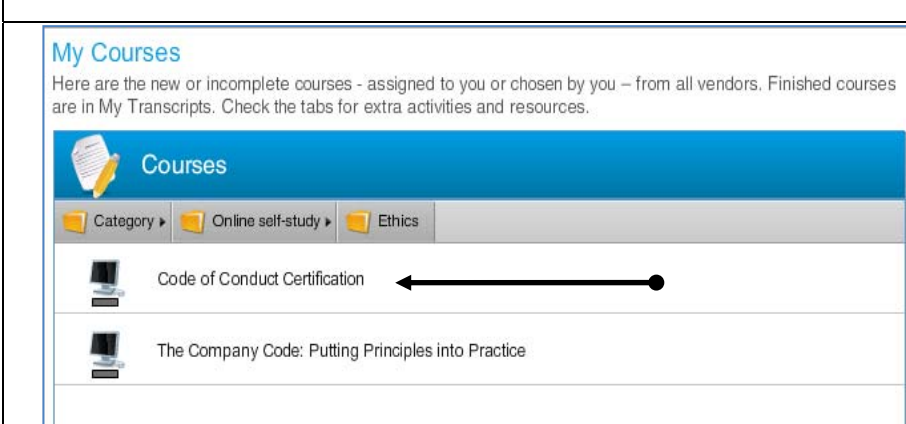 My Courses
Here are the new or incomplete courses - assigned to you or chosen by you – from all vendors. Finished courses
are in My Transcripts. Check the tabs for extra activities and resources.
Courses
Category Online self-study Ethics
Code of Conduct Certification
The Company Code: Putting Principles into Practice